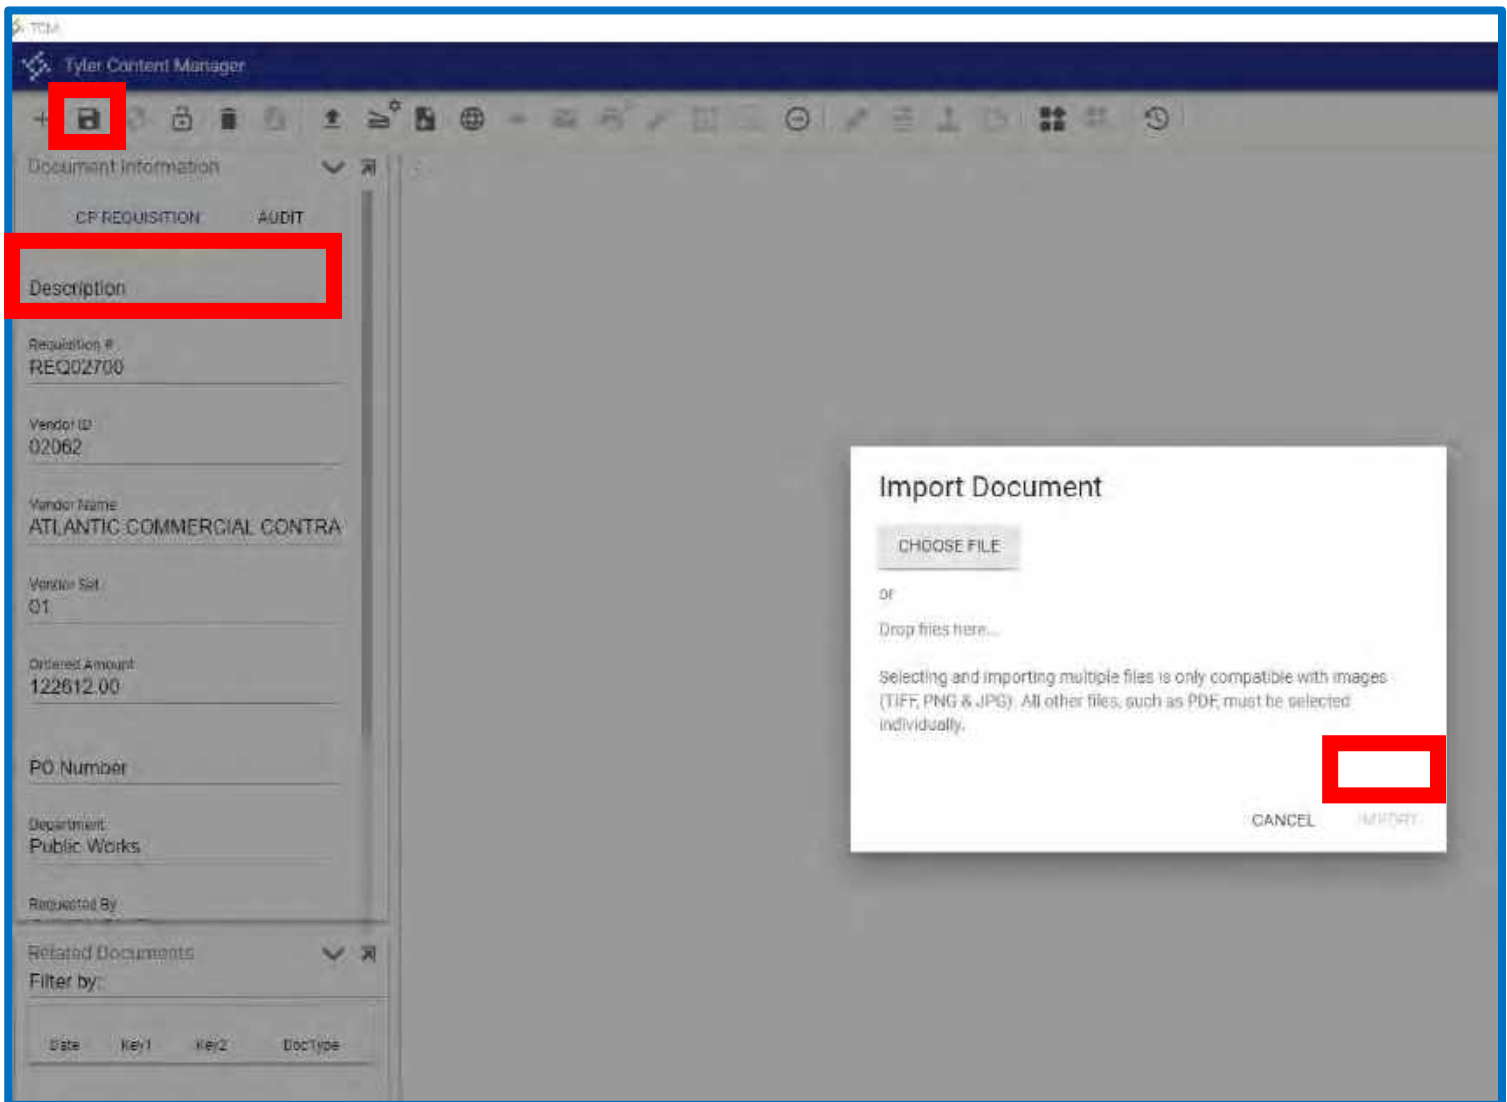 TCM
Tyler Content Manager
Document Information
CP REQUISITION AUDIT
Description
Requisition #
REQ02700
Vendor ID
02062
Vendor Name
ATLANTIC COMMERCIAL CONTRA
Vendor Set
01
Ordered Amount
122612.00
PO Number
Department
Public Works
Requested By
Related Documents
Filter by:
Date Key1 Key2 DocType
Import Document
CHOOSE FILE
or
Drop files here...
Selecting and importing multiple files is only compatible with images
(TIFF, PNG & JPG). All other files, such as PDF, must be selected
individually.
CANCEL IMPORT